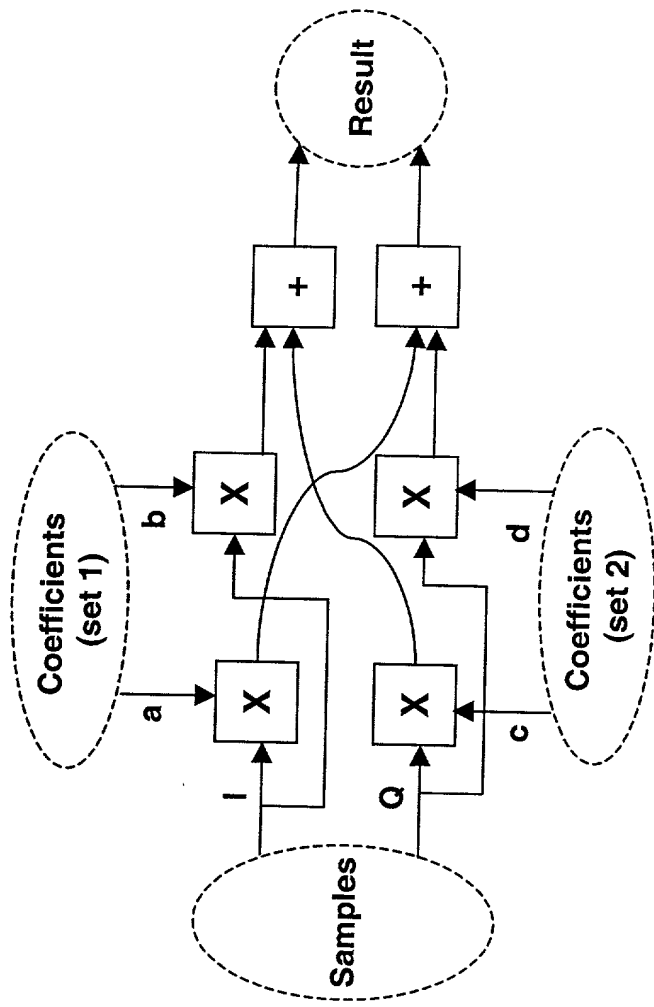 Coefficients
(set 1)
a
b
I
X
X
+
Samples
Result
Q
X
X
+
c
d
Coefficients
(set 2)